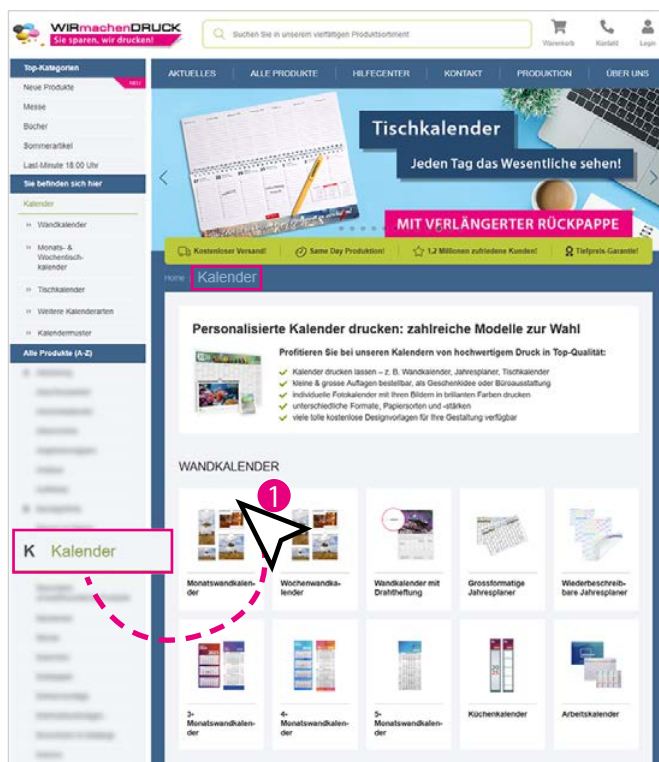 WIRmachenDRUCK
Sie sparen, wir drucken!
Suchen Sie in unserem vielfältigen Produktsortiment
Warenkorb
Kontakt
Login
Top-Kategorien
Neue Produkte
NEU
Messe
Bücher
Sommerartikel
Last-Minute 18:00 Uhr
Sie befinden sich hier
Kalender
›› Wandkalender
›› Monats- &
Wochentisch-
kalender
›› Tischkalender
›› Weitere Kalenderarten
›› Kalendermuster
Alle Produkte (A-Z)
K Kalender
AKTUELLES
ALLE PRODUKTE
HILFECENTER
KONTAKT
PRODUKTION
ÜBER UNS
Tischkalender
Jeden Tag das Wesentliche sehen!
MIT VERLÄNGERTER RÜCKPAPPE
Kostenloser Versand!
Same Day Produktion!
1,2 Millionen zufriedene Kunden!
Tiefpreis-Garantie!
Home
Kalender
Personalisierte Kalender drucken: zahlreiche Modelle zur Wahl
Profitieren Sie bei unseren Kalendern von hochwertigem Druck in Top-Qualität:
Kalender drucken lassen – z. B. Wandkalender, Jahresplaner, Tischkalender
kleine & grosse Auflagen bestellbar, als Geschenkidee oder Büroausstattung
individuelle Fotokalender mit Ihren Bildern in brillanten Farben drucken
unterschiedliche Formate, Papiersorten und -stärken
viele tolle kostenlose Designvorlagen für Ihre Gestaltung verfügbar
WANDKALENDER
1
Monatswandkalen-
der
Wochenwandka-
lender
Wandkalender mit
Drahtheftung
Grossformatige
Jahresplaner
Wiederbeschreib-
bare Jahresplaner
3-
Monatswandkalen-
der
4-
Monatswandkalen-
der
5-
Monatswandkalen-
der
Küchenkalender
Arbeitskalender